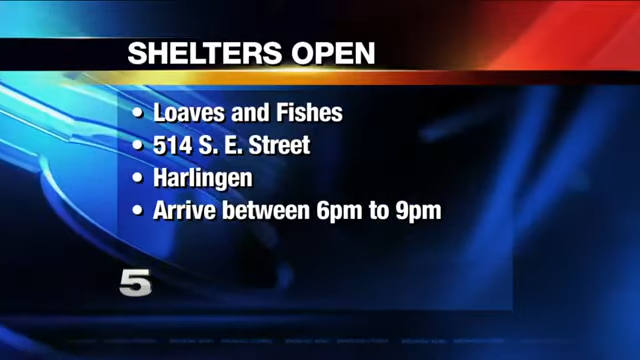 SHELTERS OPEN
• Loaves and Fishes
• 514 S. E. Street
• Harlingen
• Arrive between 6pm to 9pm
5